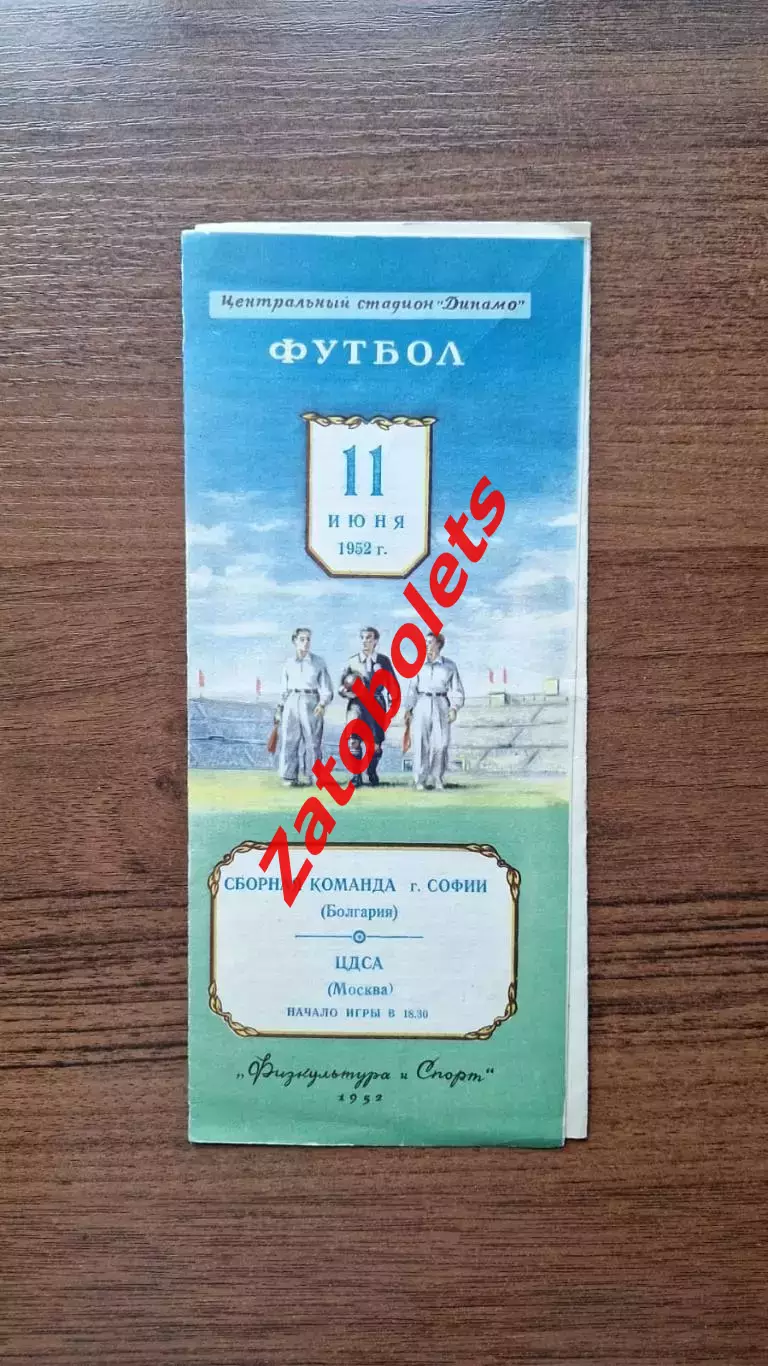 Центральный стадион "Динамо"
ФУТБОЛ
11
ИЮНЯ
1952 г.
Zatobolets
СБОРНАЯ КОМАНДА г. СОФИИ
(Болгария)
ЦДСА
(Москва)
НАЧАЛО ИГРЫ В 18.30
„Физкультура и Спорт"
1952